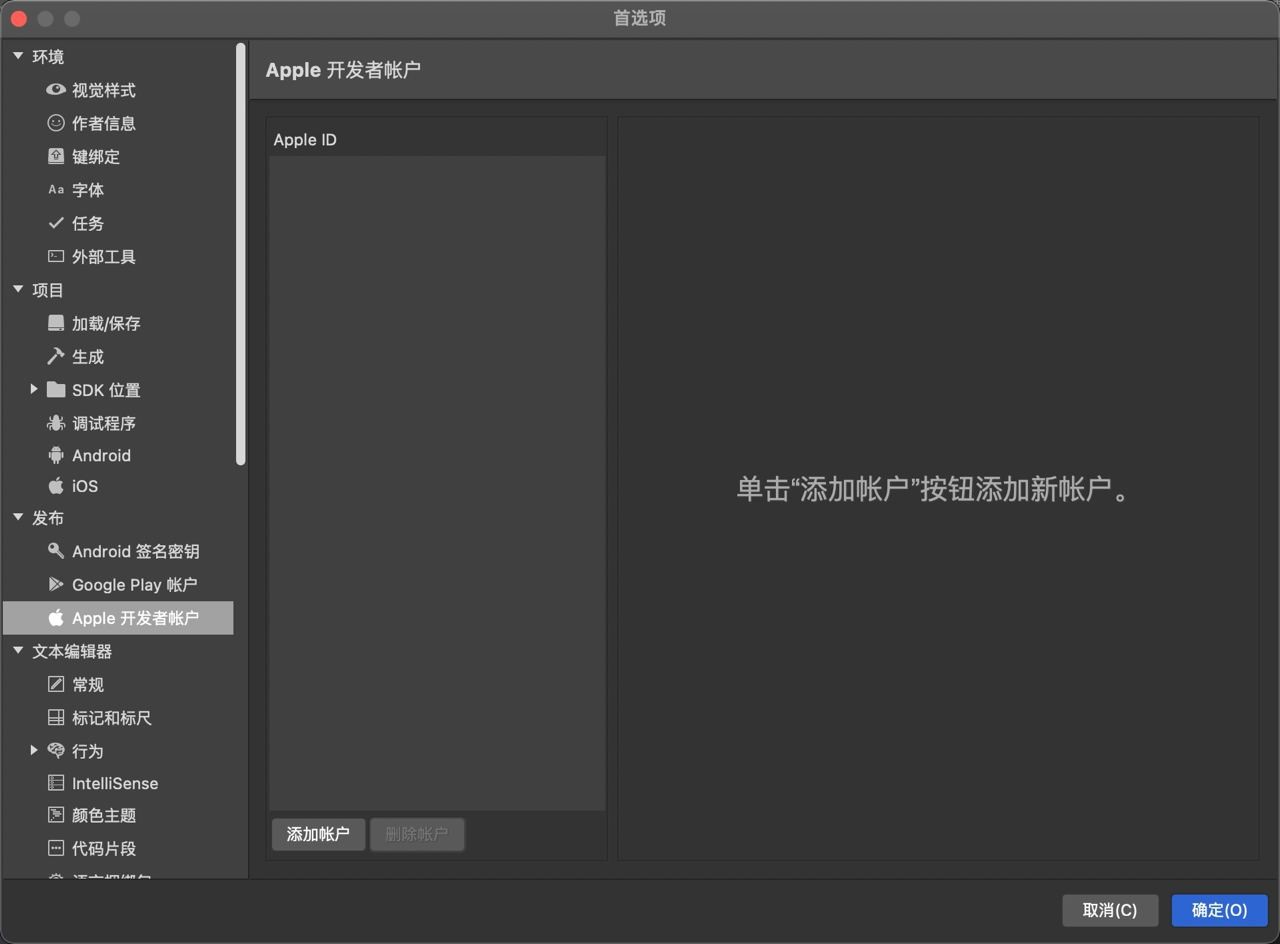 首选项
环境
视觉样式
作者信息
键绑定
Aa 字体
任务
外部工具
项目
加载/保存
生成
SDK 位置
调试程序
Android
iOS
发布
Android 签名密钥
Google Play 帐户
Apple 开发者帐户
文本编辑器
常规
标记和标尺
行为
IntelliSense
颜色主题
代码片段
Apple 开发者帐户
Apple ID
单击“添加帐户”按钮添加新帐户。
添加帐户
删除帐户
取消(C)
确定(O)